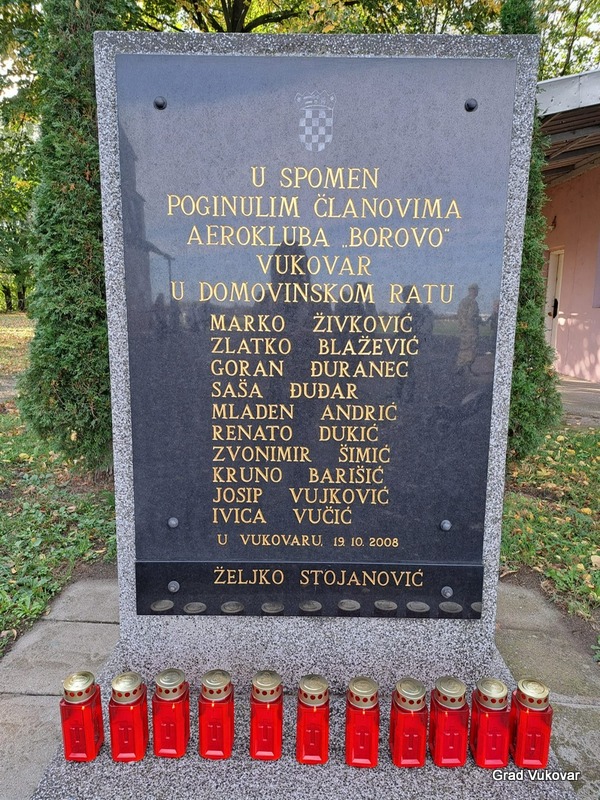 U SPOMEN
POGINULIM ČLANOVIMA
AEROKLUBA „BOROVO"
VUKOVAR
U DOMOVINSKOM RATU
MARKO ŽIVKOVIĆ
ZLATKO BLAŽEVIĆ
GORAN ĐURANEC
SAŠA ĐUĐAR
MLADEN ANDRIĆ
RENATO ĐUKIĆ
ZVONIMIR ŠIMIĆ
KRUNO BARIŠIĆ
JOSIP VUJKOVIĆ
IVICA VUČIĆ
U VUKOVARU, 19. 10. 2008
ŽELJKO STOJANOVIĆ
Grad Vukovar